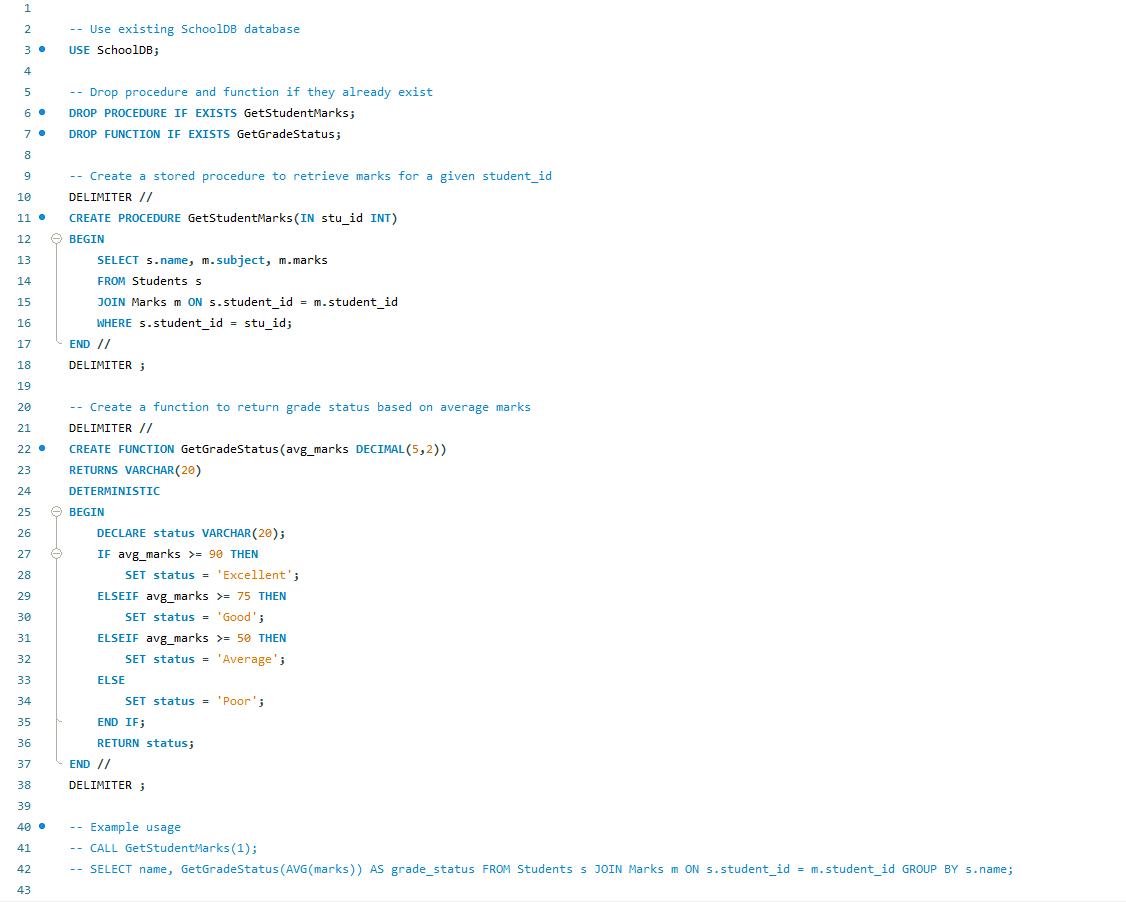 1
2 -- Use existing SchoolDB database
3 USE SchoolDB;
4
5 -- Drop procedure and function if they already exist
6 DROP PROCEDURE IF EXISTS GetStudentMarks;
7 DROP FUNCTION IF EXISTS GetGradeStatus;
8
9 -- Create a stored procedure to retrieve marks for a given student_id
10 DELIMITER //
11 CREATE PROCEDURE GetStudentMarks(IN stu_id INT)
12 BEGIN
13     SELECT s.name, m.subject, m.marks
14     FROM Students s
15     JOIN Marks m ON s.student_id = m.student_id
16     WHERE s.student_id = stu_id;
17 END //
18 DELIMITER ;
19
20 -- Create a function to return grade status based on average marks
21 DELIMITER //
22 CREATE FUNCTION GetGradeStatus(avg_marks DECIMAL(5,2))
23 RETURNS VARCHAR(20)
24 DETERMINISTIC
25 BEGIN
26     DECLARE status VARCHAR(20);
27     IF avg_marks >= 90 THEN
28         SET status = 'Excellent';
29     ELSEIF avg_marks >= 75 THEN
30         SET status = 'Good';
31     ELSEIF avg_marks >= 50 THEN
32         SET status = 'Average';
33     ELSE
34         SET status = 'Poor';
35     END IF;
36     RETURN status;
37 END //
38 DELIMITER ;
39
40 -- Example usage
41 -- CALL GetStudentMarks(1);
42 -- SELECT name, GetGradeStatus(AVG(marks)) AS grade_status FROM Students s JOIN Marks m ON s.student_id = m.student_id GROUP BY s.name;
43